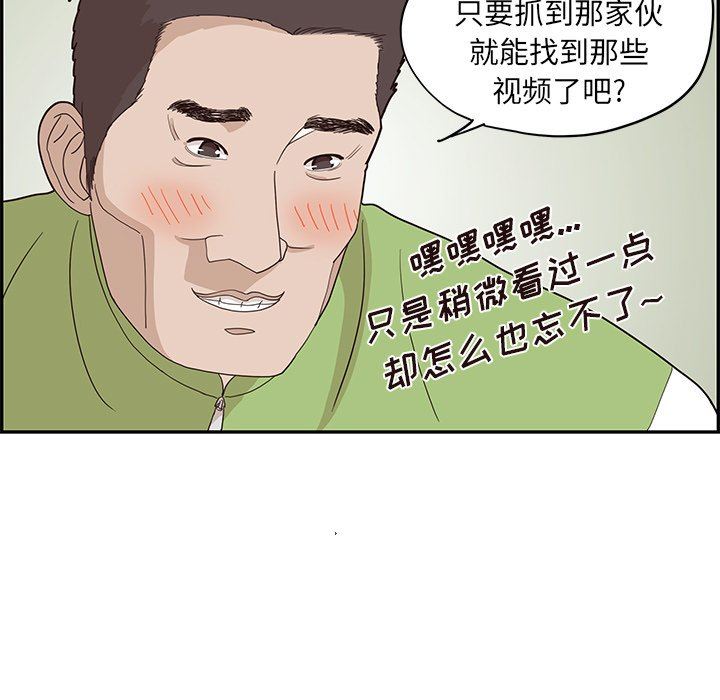 只要抓到那家伙
就能找到那些
视频了吧?
嘿嘿嘿嘿...
只是稍微看过一点
却怎么也忘不了~